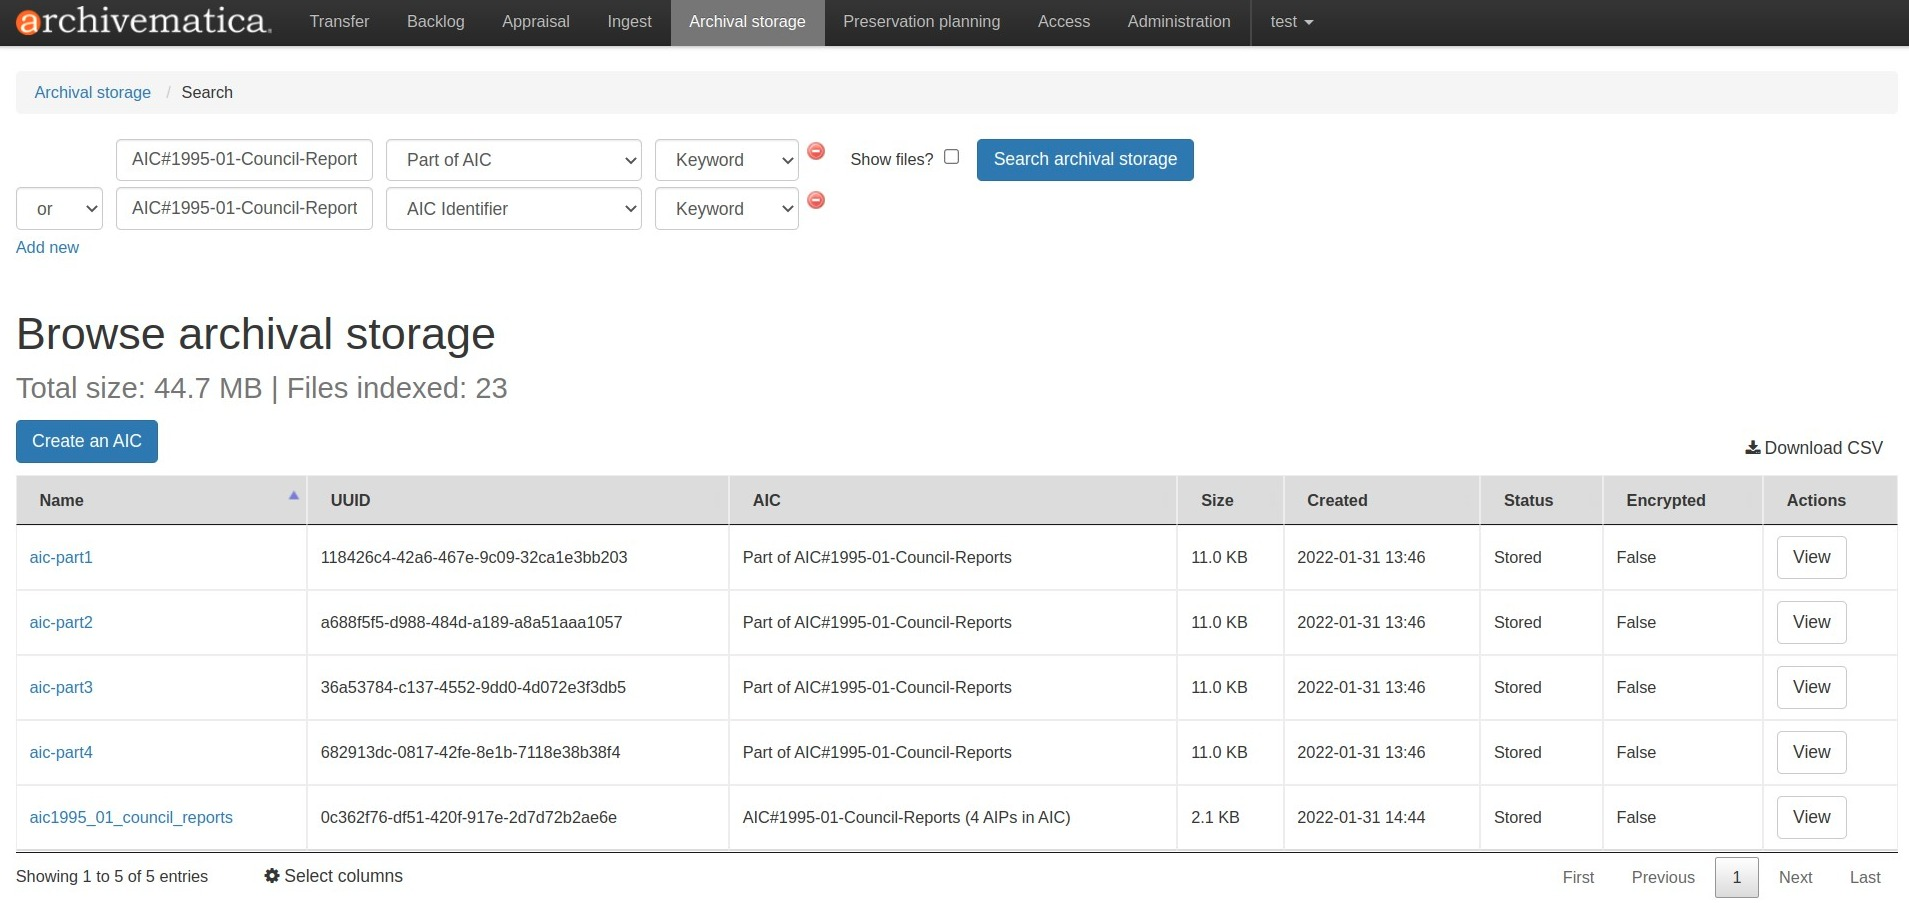 archivematica. Transfer Backlog Appraisal Ingest Archival storage Preservation planning Access Administration test
Archival storage / Search
AIC#1995-01-Council-Report Part of AIC Keyword Show files? Search archival storage
or AIC#1995-01-Council-Report AIC Identifier Keyword
Add new
Browse archival storage
Total size: 44.7 MB | Files indexed: 23
Create an AIC
Download CSV
Name UUID AIC Size Created Status Encrypted Actions
aic-part1 118426c4-42a6-467e-9c09-32ca1e3bb203 Part of AIC#1995-01-Council-Reports 11.0 KB 2022-01-31 13:46 Stored False View
aic-part2 a688f5f5-d988-484d-a189-a8a51aaa1057 Part of AIC#1995-01-Council-Reports 11.0 KB 2022-01-31 13:46 Stored False View
aic-part3 36a53784-c137-4552-9dd0-4d072e3f3db5 Part of AIC#1995-01-Council-Reports 11.0 KB 2022-01-31 13:46 Stored False View
aic-part4 682913dc-0817-42fe-8e1b-7118e38b38f4 Part of AIC#1995-01-Council-Reports 11.0 KB 2022-01-31 13:46 Stored False View
aic1995_01_council_reports 0c362f76-df51-420f-917e-2d7d72b2ae6e AIC#1995-01-Council-Reports (4 AIPs in AIC) 2.1 KB 2022-01-31 14:44 Stored False View
Showing 1 to 5 of 5 entries Select columns First Previous 1 Next Last